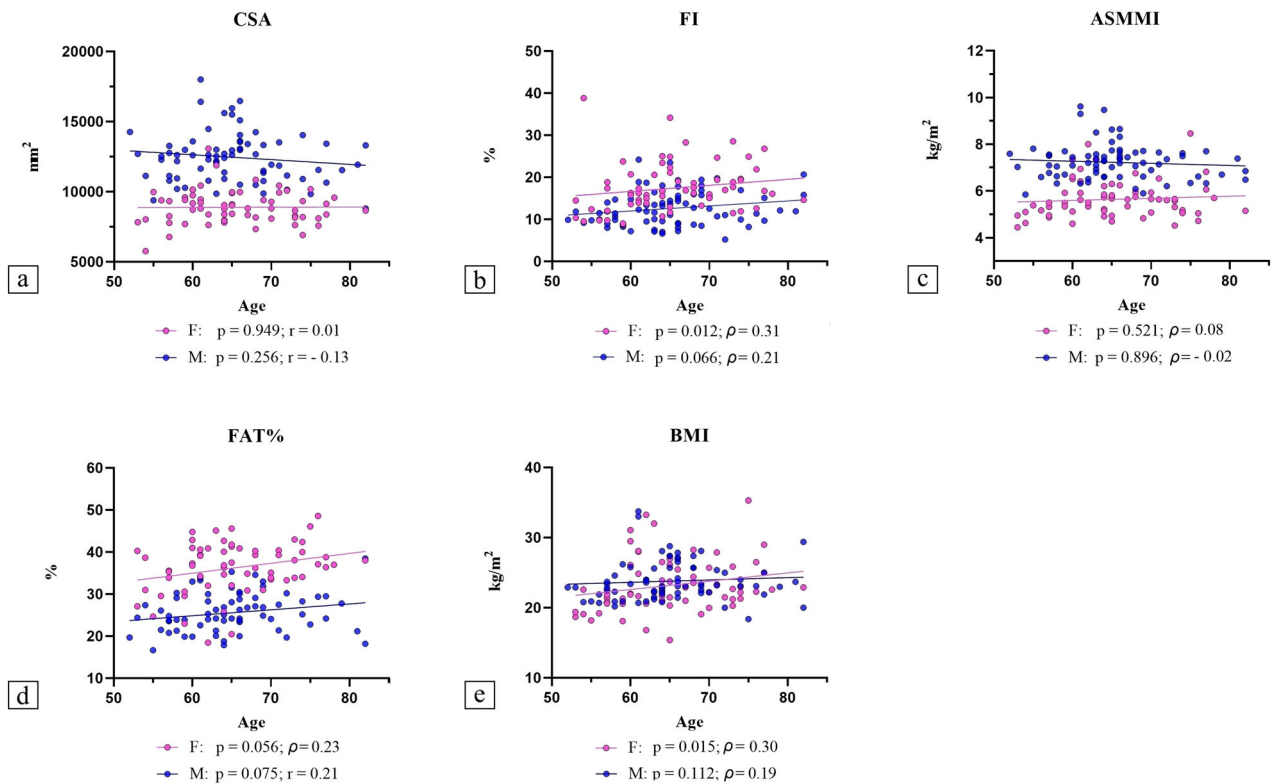 CSA
20000
15000
10000
5000
mm²
50 60 70 80
Age
a
F: p = 0.949; r = 0.01
M: p = 0.256; r = - 0.13
FI
50
40
30
20
10
0
%
50 60 70 80
Age
b
F: p = 0.012; ρ = 0.31
M: p = 0.066; ρ = 0.21
ASMMI
12
10
8
6
4
kg/m²
50 60 70 80
Age
c
F: p = 0.521; ρ = 0.08
M: p = 0.896; ρ = - 0.02
FAT%
60
50
40
30
20
10
%
50 60 70 80
Age
d
F: p = 0.056; ρ = 0.23
M: p = 0.075; r = 0.21
BMI
40
30
20
10
kg/m²
50 60 70 80
Age
e
F: p = 0.015; ρ = 0.30
M: p = 0.112; ρ = 0.19